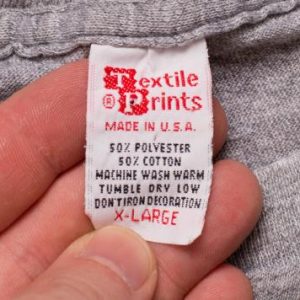 Textile
® Prints
MADE IN U.S.A.
50% POLYESTER
50% COTTON
MACHINE WASH WARM
TUMBLE DRY LOW
DON'T IRON DECORATION
X-LARGE